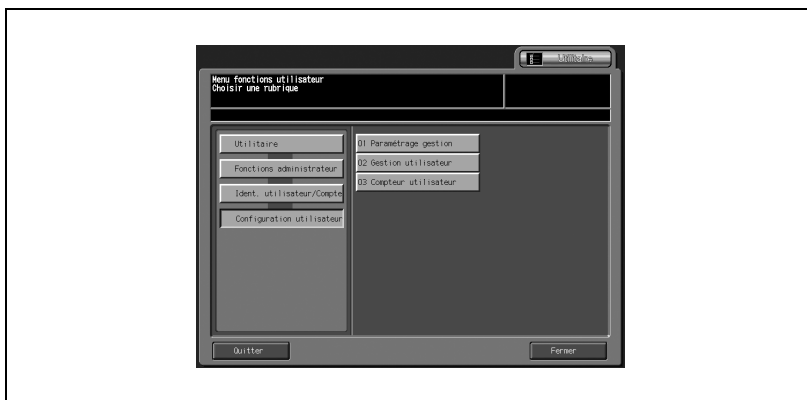 Utilitaire
Menu fonctions utilisateur
Choisir une rubrique
Utilitaire
Fonctions administrateur
Ident. utilisateur/Compte
Configuration utilisateur
01 Paramétrage gestion
02 Gestion utilisateur
03 Compteur utilisateur
Quitter
Fermer